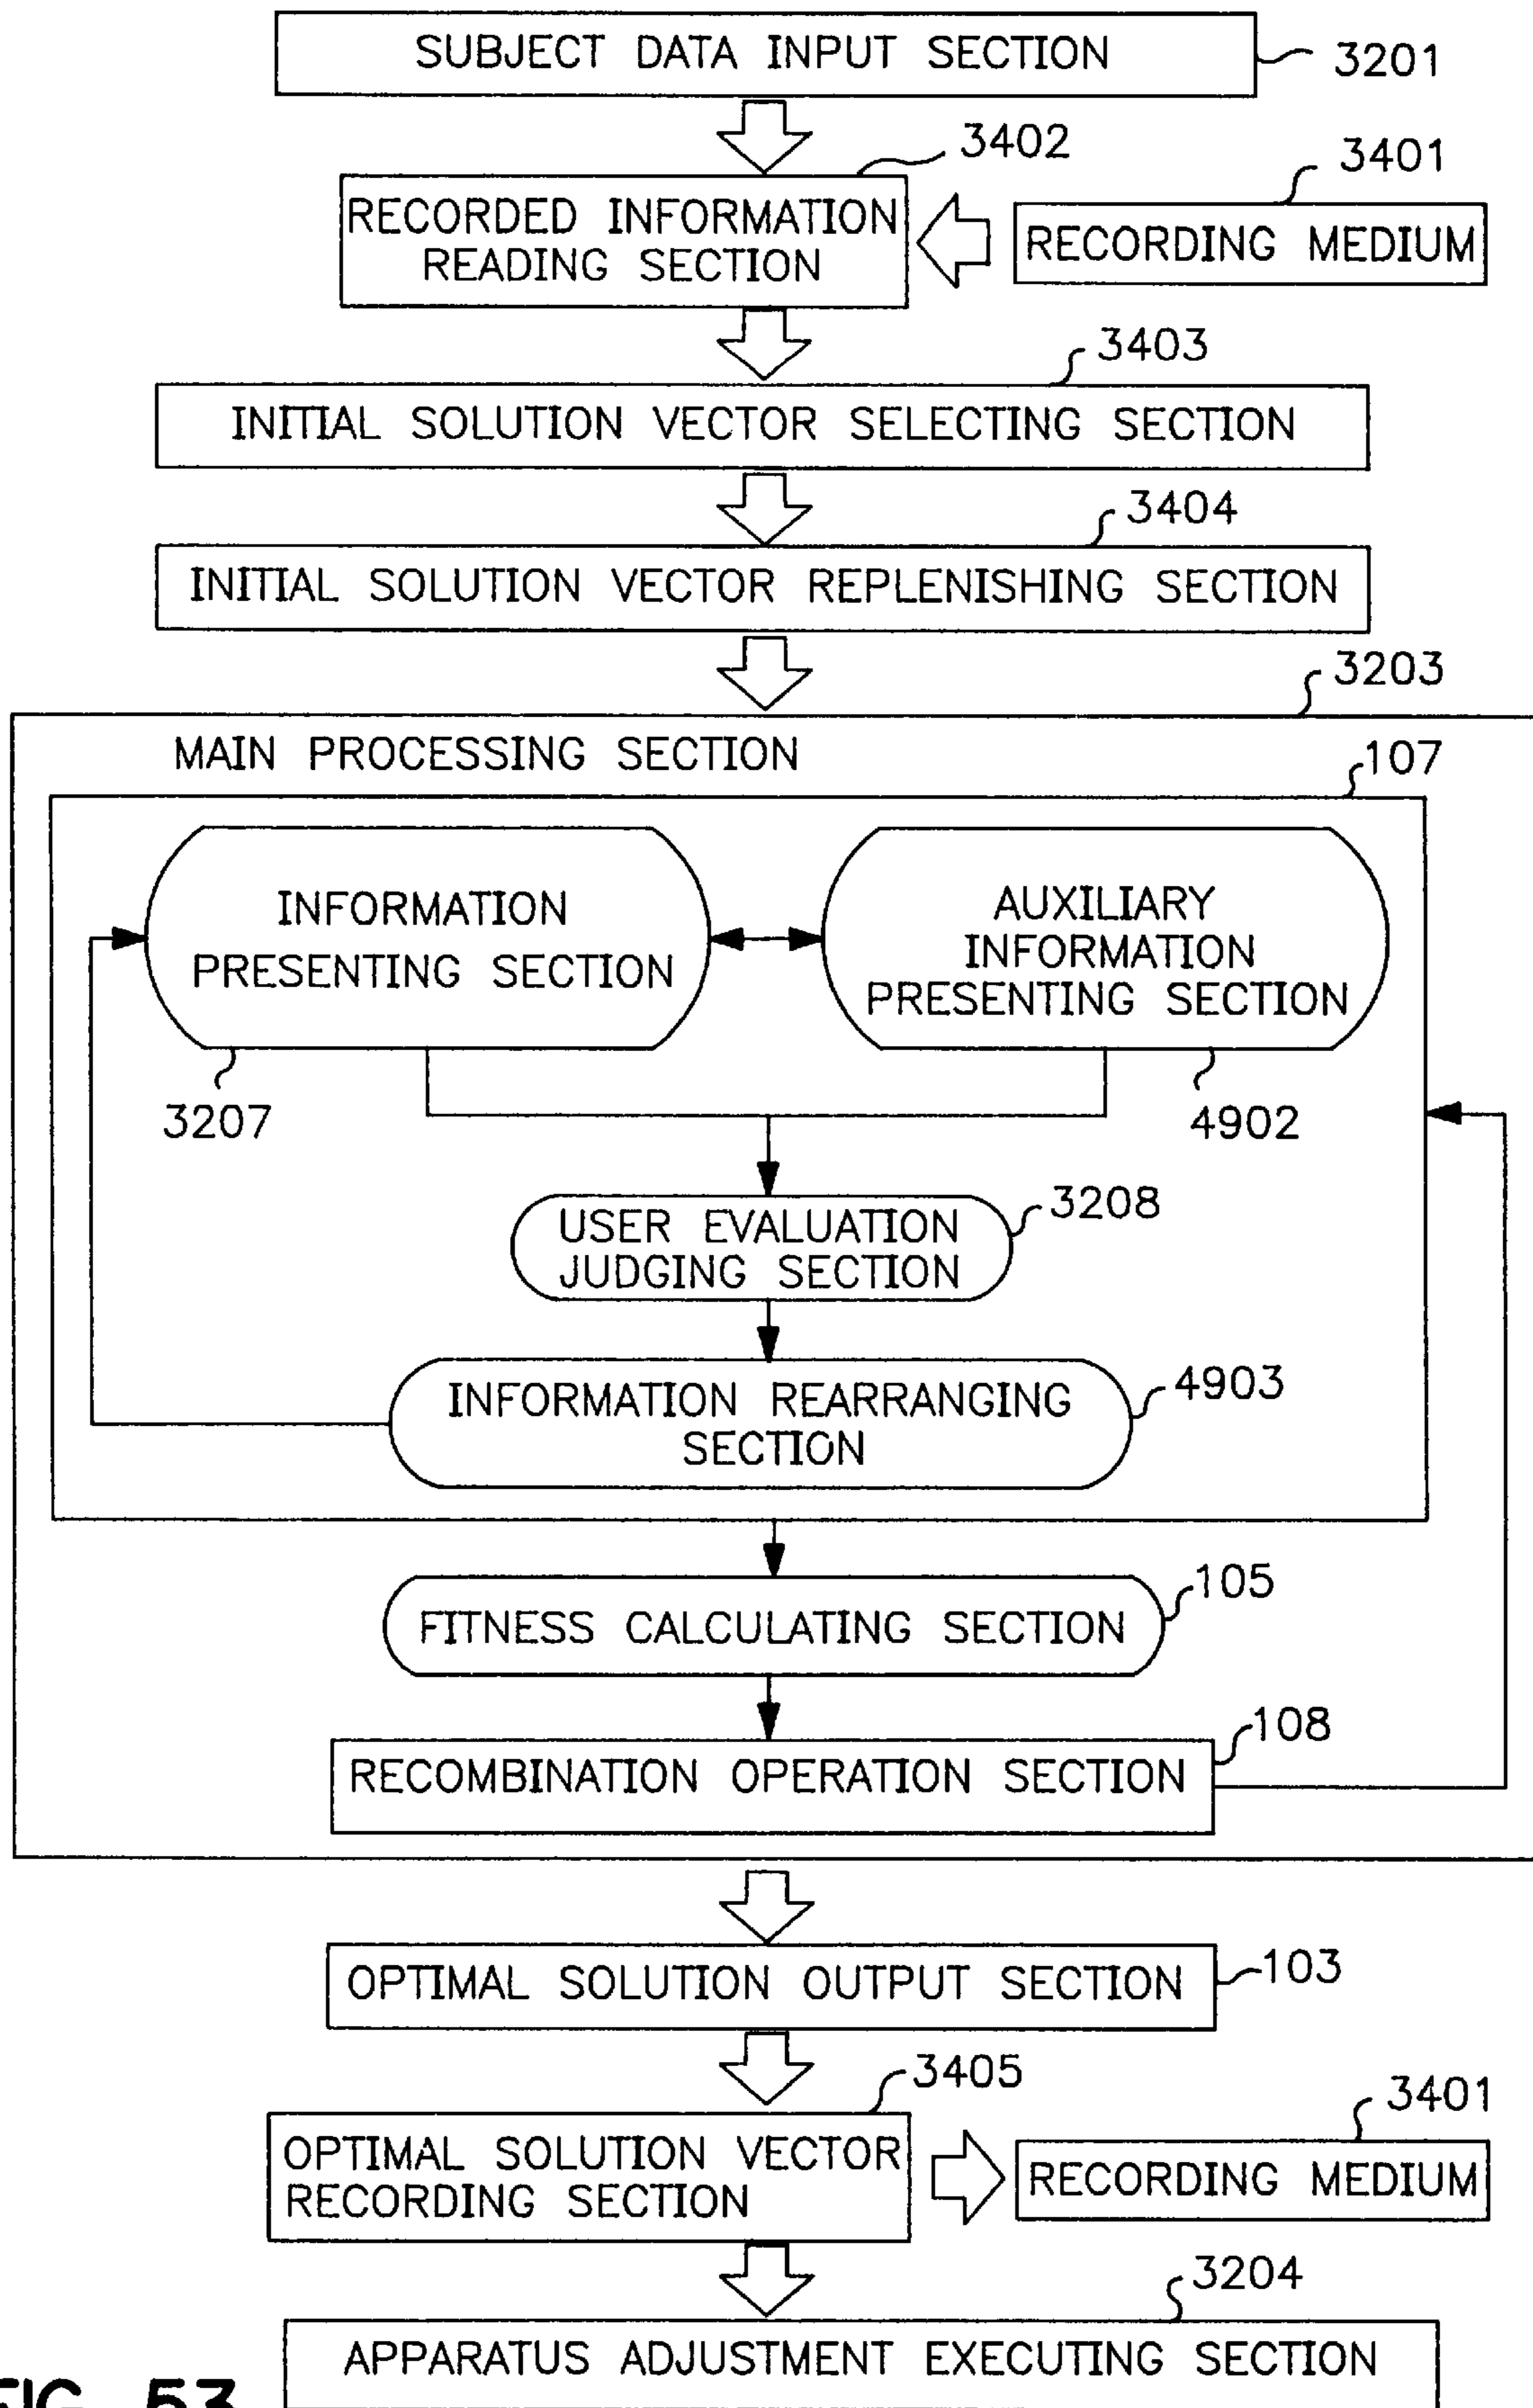 SUBJECT DATA INPUT SECTION
3201
3402
3401
RECORDED INFORMATION
READING SECTION
RECORDING MEDIUM
3403
INITIAL SOLUTION VECTOR SELECTING SECTION
3404
INITIAL SOLUTION VECTOR REPLENISHING SECTION
3203
MAIN PROCESSING SECTION
107
INFORMATION
PRESENTING SECTION
AUXILIARY
INFORMATION
PRESENTING SECTION
3207
4902
3208
USER EVALUATION
JUDGING SECTION
4903
INFORMATION REARRANGING
SECTION
105
FITNESS CALCULATING SECTION
108
RECOMBINATION OPERATION SECTION
OPTIMAL SOLUTION OUTPUT SECTION
103
3405
3401
OPTIMAL SOLUTION VECTOR
RECORDING SECTION
RECORDING MEDIUM
3204
APPARATUS ADJUSTMENT EXECUTING SECTION
FIG. 53